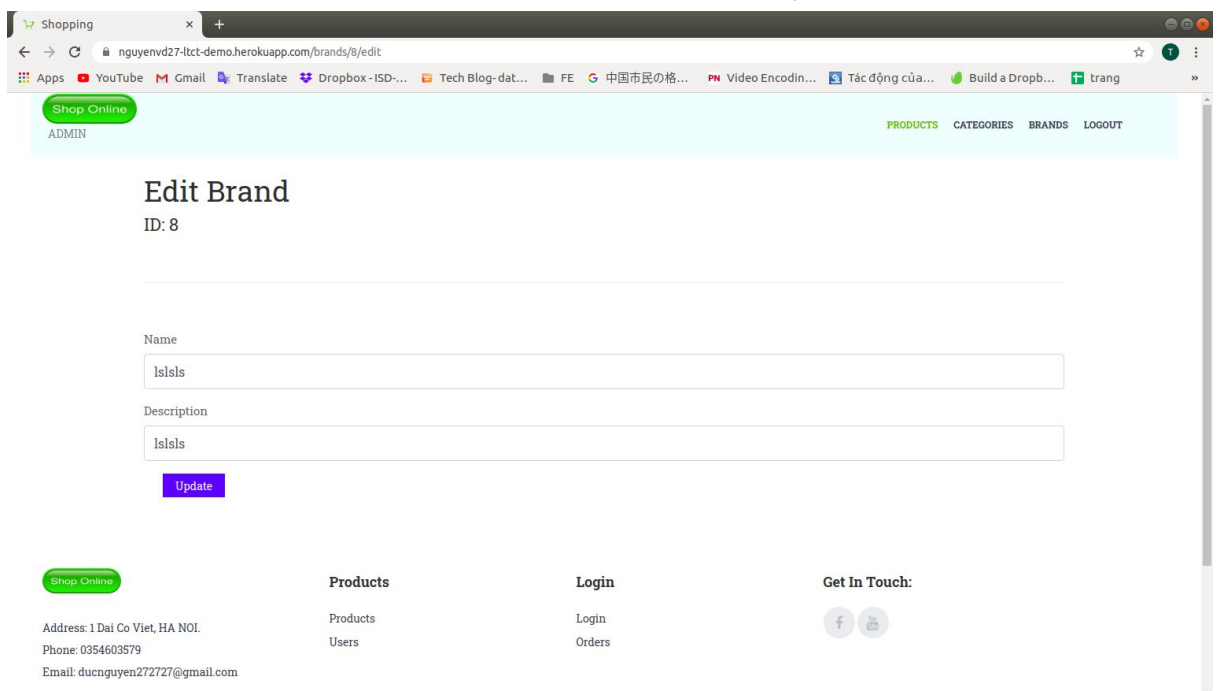 Shopping
nguyenvd27-ltct-demo.herokuapp.com/brands/8/edit
T
Apps YouTube Gmail Translate Dropbox - ISD-... Tech Blog- dat... FE 中国市民の格... PN Video Encodin... Tác động của... Build a Dropb... trang »
Shop Online
ADMIN
PRODUCTS CATEGORIES BRANDS LOGOUT
Edit Brand
ID: 8
Name
lslsls
Description
lslsls
Update
Shop Online
Products Login Get In Touch:
Address: 1 Dai Co Viet, HA NOI. Products Login
Phone: 0354603579 Users Orders
Email: ducnguyen272727@gmail.com